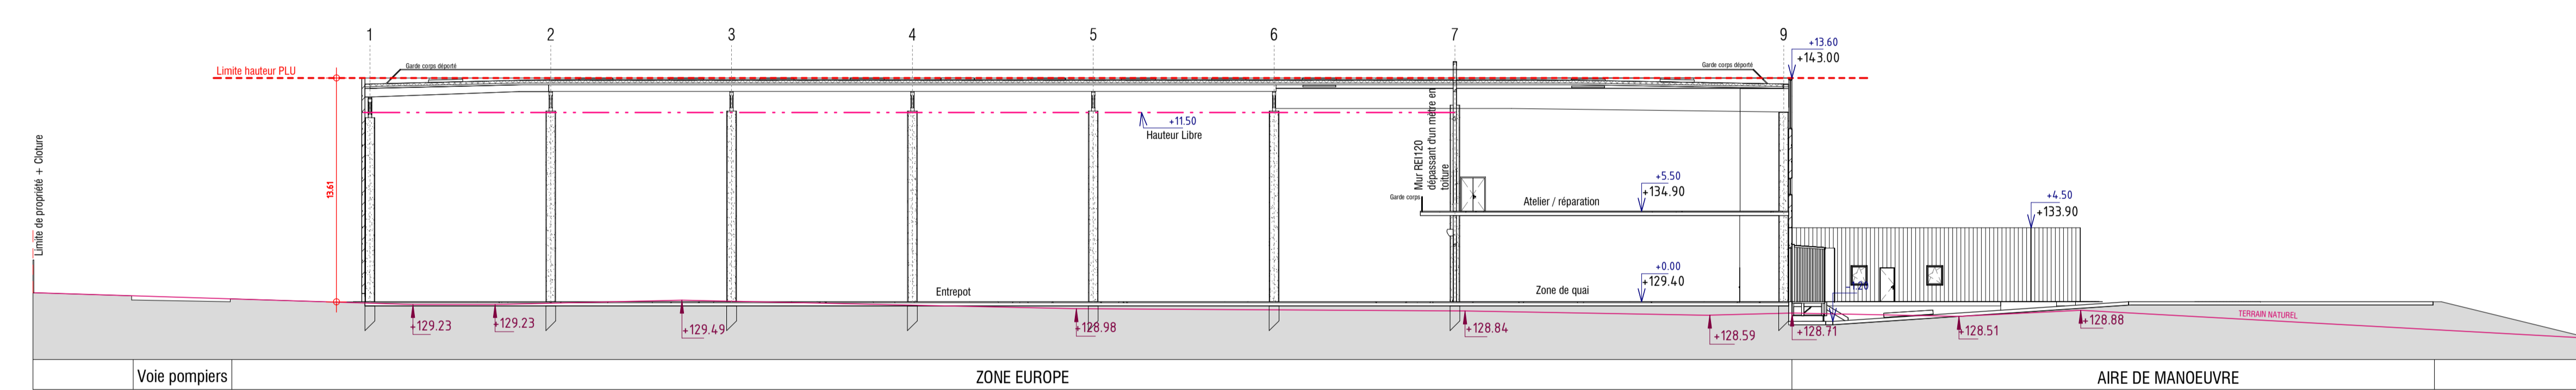 1 2 3 4 5 6 7 9
+13.60
+143.00
Limite hauteur PLU
Garde corps déporté
Garde corps déporté
+11.50
Hauteur Libre
Mur REI120
dépassant d'un mètre en
toiture
Limite de propriété + Cloture
13.61
+5.50
+134.90
Atelier / réparation
Garde corps
+4.50
+133.90
+0.00
+129.40
Entrepot
Zone de quai
-1.20
+129.23
+129.23
+129.49
+128.98
+128.84
+128.59
+128.71
+128.51
+128.88
TERRAIN NATUREL
Voie pompiers
ZONE EUROPE
AIRE DE MANOEUVRE